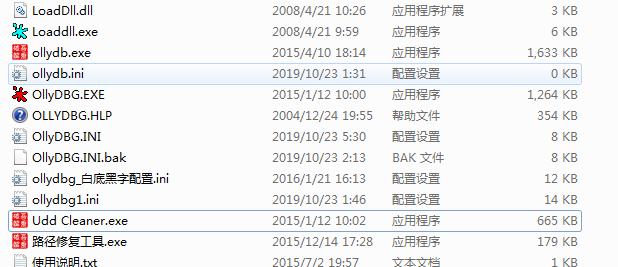 LoadDll.dll 2008/4/21 10:26 应用程序扩展 3 KB
Loaddll.exe 2008/4/21 9:59 应用程序 6 KB
ollydb.exe 2015/4/10 18:14 应用程序 1,633 KB
ollydb.ini 2019/10/23 1:31 配置设置 0 KB
OllyDBG.EXE 2015/1/12 10:00 应用程序 1,264 KB
OLLYDBG.HLP 2004/12/24 19:55 帮助文件 354 KB
OllyDBG.INI 2019/10/23 5:30 配置设置 8 KB
OllyDBG.INI.bak 2019/10/23 2:13 BAK 文件 8 KB
ollydbg_白底黑字配置.ini 2016/1/21 16:13 配置设置 12 KB
ollydbg1.ini 2019/10/23 1:46 配置设置 14 KB
Udd Cleaner.exe 2015/1/12 10:02 应用程序 665 KB
路径修复工具.exe 2015/12/14 17:28 应用程序 179 KB
使用说明.txt 2015/7/2 19:57 文本文档 1 KB